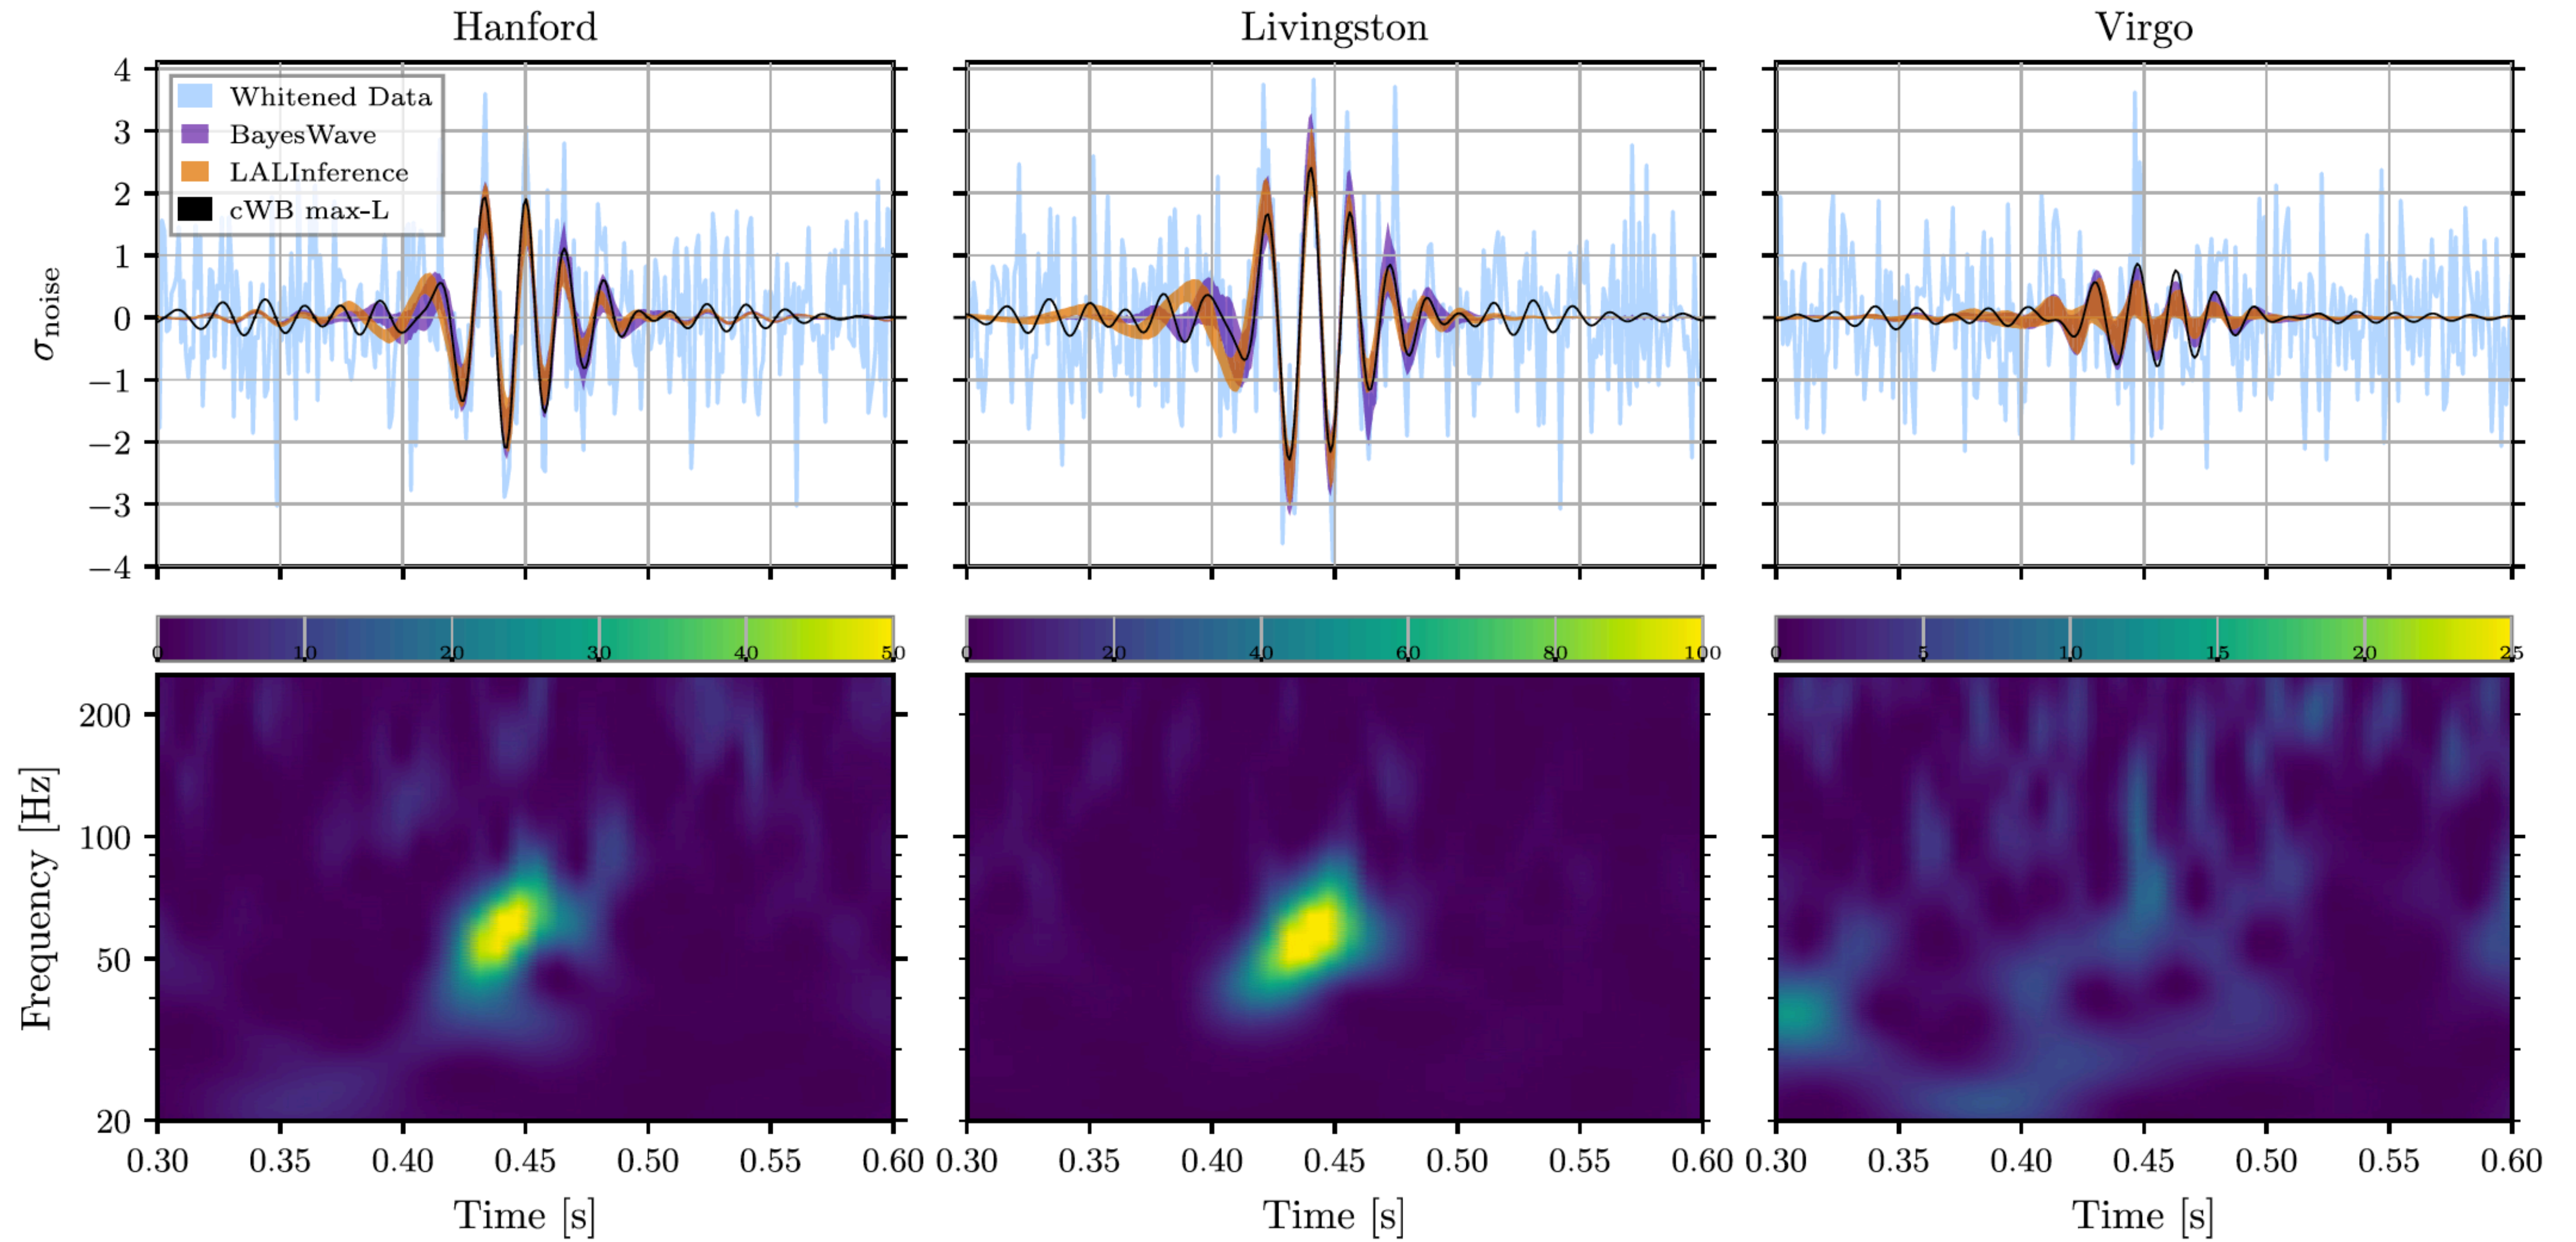 Hanford
Livingston
Virgo
4
3
2
1
0
−1
−2
−3
−4
σnoise
Whitened Data
BayesWave
LALInference
cWB max-L
0 10 20 30 40 50
0 20 40 60 80 100
0 5 10 15 20 25
200
100
50
20
Frequency [Hz]
0.30 0.35 0.40 0.45 0.50 0.55 0.60
0.30 0.35 0.40 0.45 0.50 0.55 0.60
0.30 0.35 0.40 0.45 0.50 0.55 0.60
Time [s]
Time [s]
Time [s]